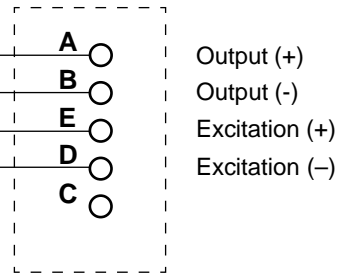 A Output (+)
B Output (-)
E Excitation (+)
D Excitation (–)
C